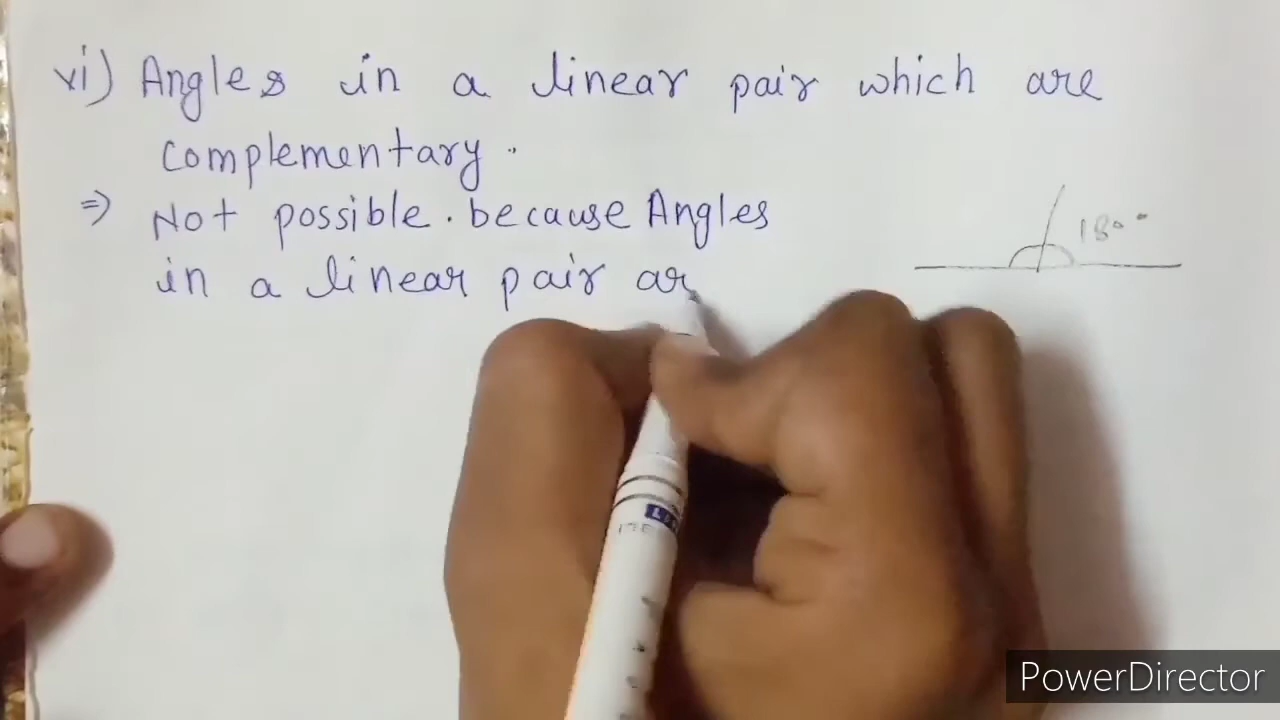 vi) Angles in a linear pair which are
complementary.
⇒ Not possible. because Angles
in a linear pair ar
180°
PowerDirector